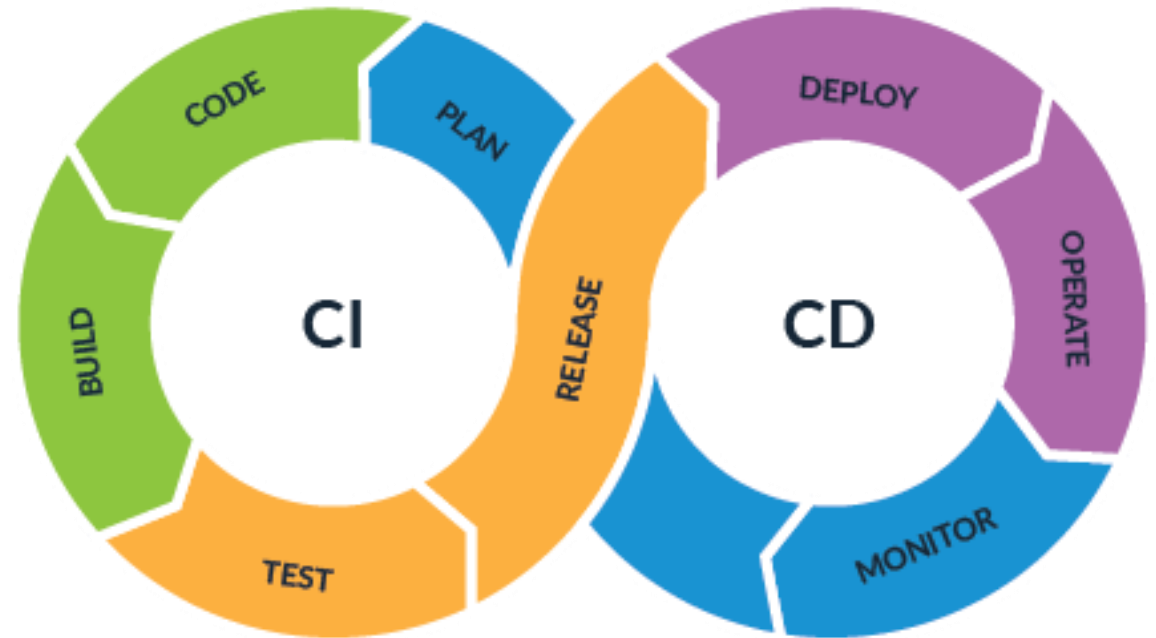 CI
PLAN
CODE
BUILD
TEST
RELEASE
CD
DEPLOY
OPERATE
MONITOR